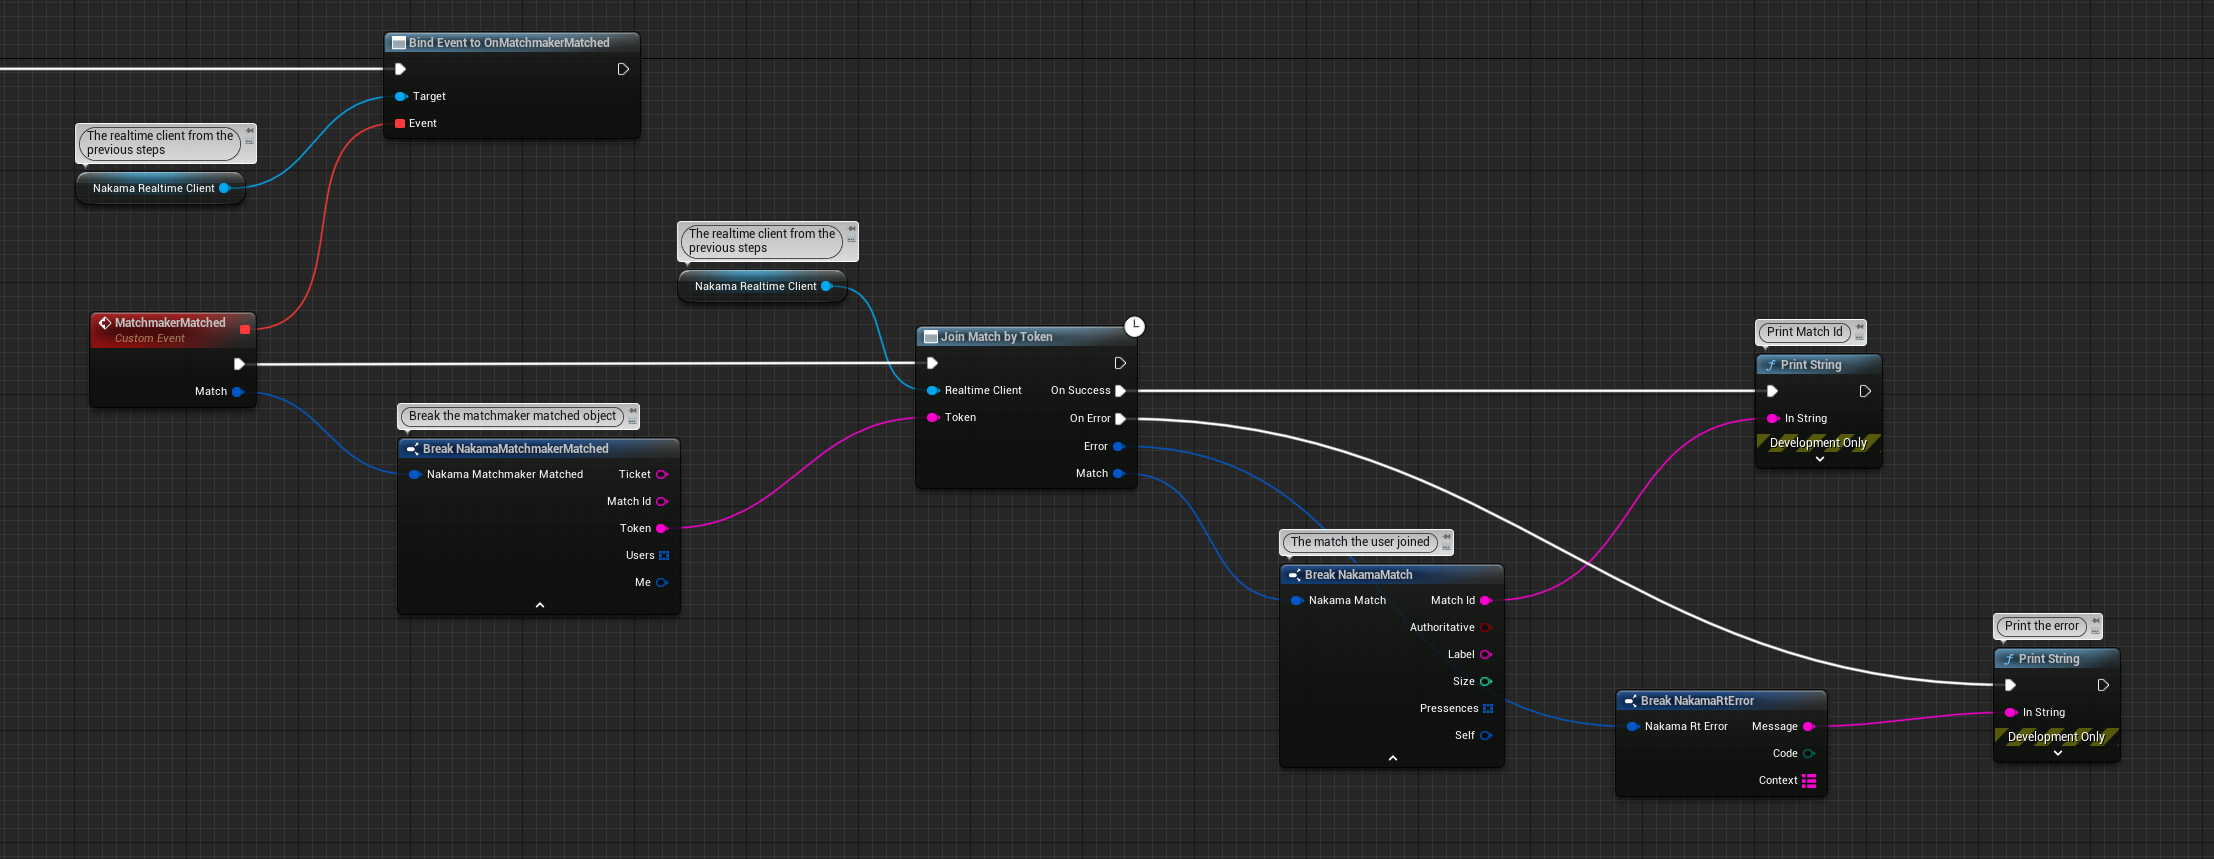 Bind Event to OnMatchmakerMatched
Target
Event
The realtime client from the
previous steps
Nakama Realtime Client
The realtime client from the
previous steps
Nakama Realtime Client
MatchmakerMatched
Custom Event
Match
Break the matchmaker matched object
Break NakamaMatchmakerMatched
Nakama Matchmaker Matched
Ticket
Match Id
Token
Users
Me
Join Match by Token
Realtime Client
On Success
Token
On Error
Error
Match
Print Match Id
Print String
In String
Development Only
The match the user joined
Break NakamaMatch
Nakama Match
Match Id
Authoritative
Label
Size
Pressences
Self
Break NakamaRtError
Nakama Rt Error
Message
Code
Context
Print the error
Print String
In String
Development Only